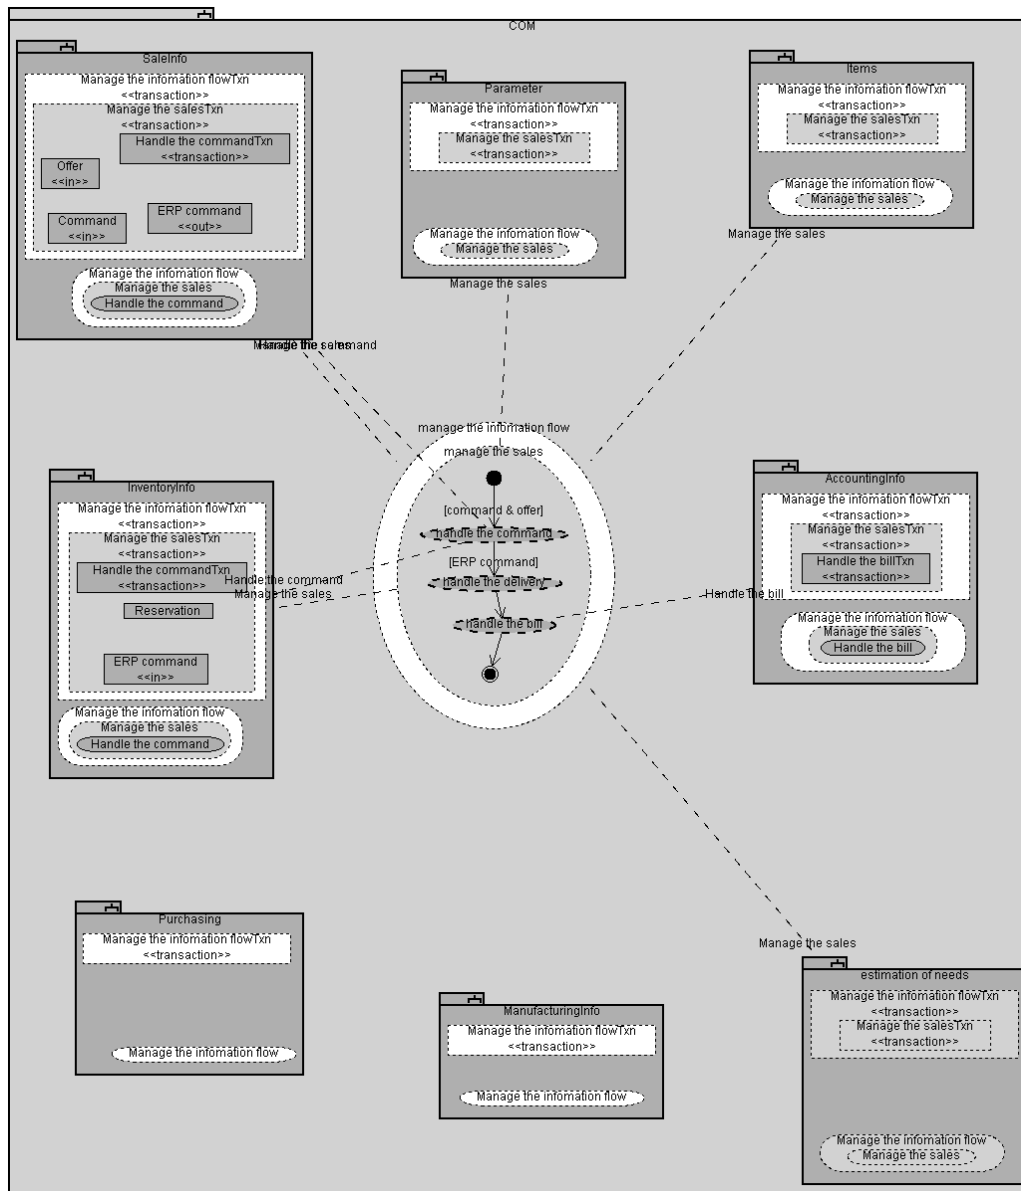 COM
SaleInfo
Manage the infomation flowTxn
<<transaction>>
Manage the salesTxn
<<transaction>>
Handle the commandTxn
<<transaction>>
Offer
<<in>>
Command
<<in>>
ERP command
<<out>>
Manage the infomation flow
Manage the sales
Handle the command
Parameter
Manage the infomation flowTxn
<<transaction>>
Manage the salesTxn
<<transaction>>
Manage the infomation flow
Manage the sales
Manage the sales
Items
Manage the infomation flowTxn
<<transaction>>
Manage the salesTxn
<<transaction>>
Manage the infomation flow
Manage the sales
Manage the sales
Manage the sales
Handle the command
manage the infomation flow
manage the sales
[command & offer]
handle the command
[ERP command]
handle the delivery
handle the bill
InventoryInfo
Manage the infomation flowTxn
<<transaction>>
Manage the salesTxn
<<transaction>>
Handle the commandTxn
<<transaction>>
Reservation
ERP command
<<in>>
Manage the infomation flow
Manage the sales
Handle the command
Handle the command
Manage the sales
AccountingInfo
Manage the infomation flowTxn
<<transaction>>
Manage the salesTxn
<<transaction>>
Handle the billTxn
<<transaction>>
Manage the infomation flow
Manage the sales
Handle the bill
Handle the bill
Purchasing
Manage the infomation flowTxn
<<transaction>>
Manage the infomation flow
ManufacturingInfo
Manage the infomation flowTxn
<<transaction>>
Manage the infomation flow
Manage the sales
estimation of needs
Manage the infomation flowTxn
<<transaction>>
Manage the salesTxn
<<transaction>>
Manage the infomation flow
Manage the sales